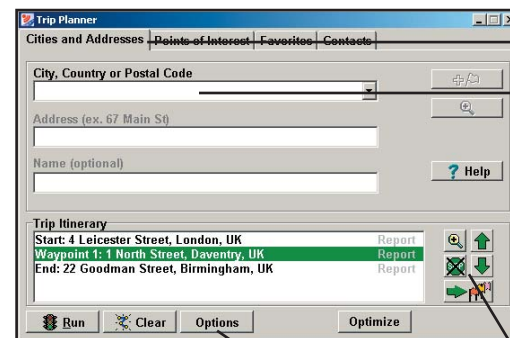 Trip Planner
Cities and Addresses Points of Interest Favorites Contacts
City, Country or Postal Code
Address (ex. 67 Main St)
Name (optional)
? Help
Trip Itinerary
Start: 4 Leicester Street, London, UK Report
Waypoint 1: 1 North Street, Daventry, UK Report
End: 22 Goodman Street, Birmingham, UK Report
Run Clear Options Optimize